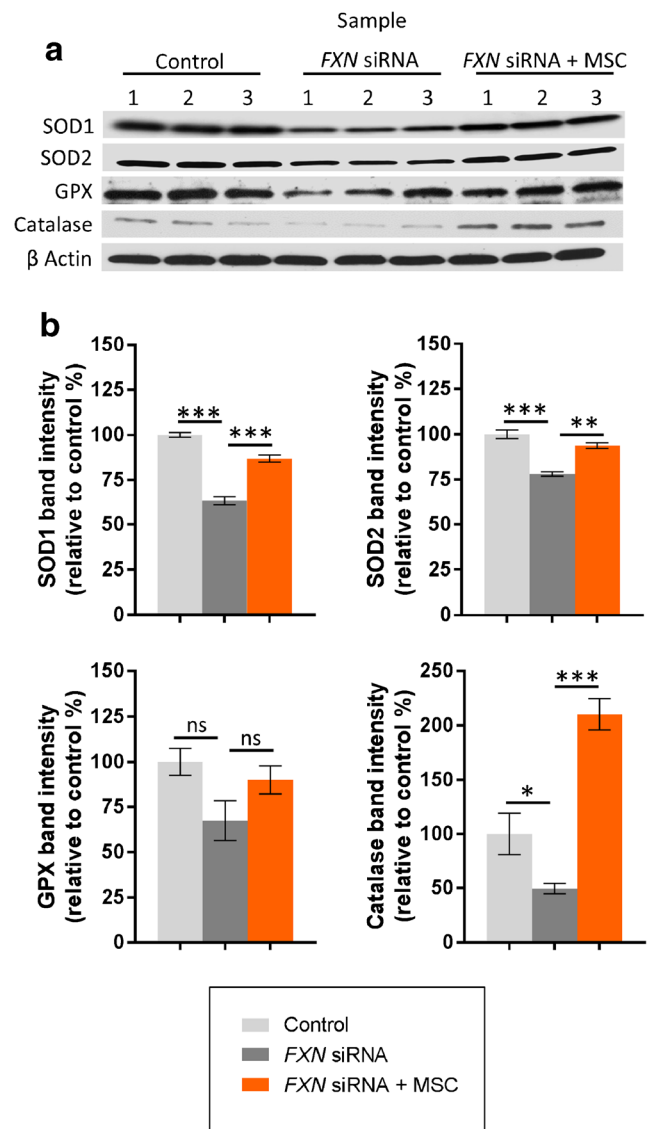 Sample
a
Control FXN siRNA FXN siRNA + MSC
1 2 3 1 2 3 1 2 3
SOD1
SOD2
GPX
Catalase
β Actin
b
SOD1 band intensity
(relative to control %)
150
125
100
75
50
25
0
***
***
SOD2 band intensity
(relative to control %)
150
125
100
75
50
25
0
***
**
GPX band intensity
(relative to control %)
150
125
100
75
50
25
0
ns
ns
Catalase band intensity
(relative to control %)
250
200
150
100
50
0
*
***
Control
FXN siRNA
FXN siRNA + MSC